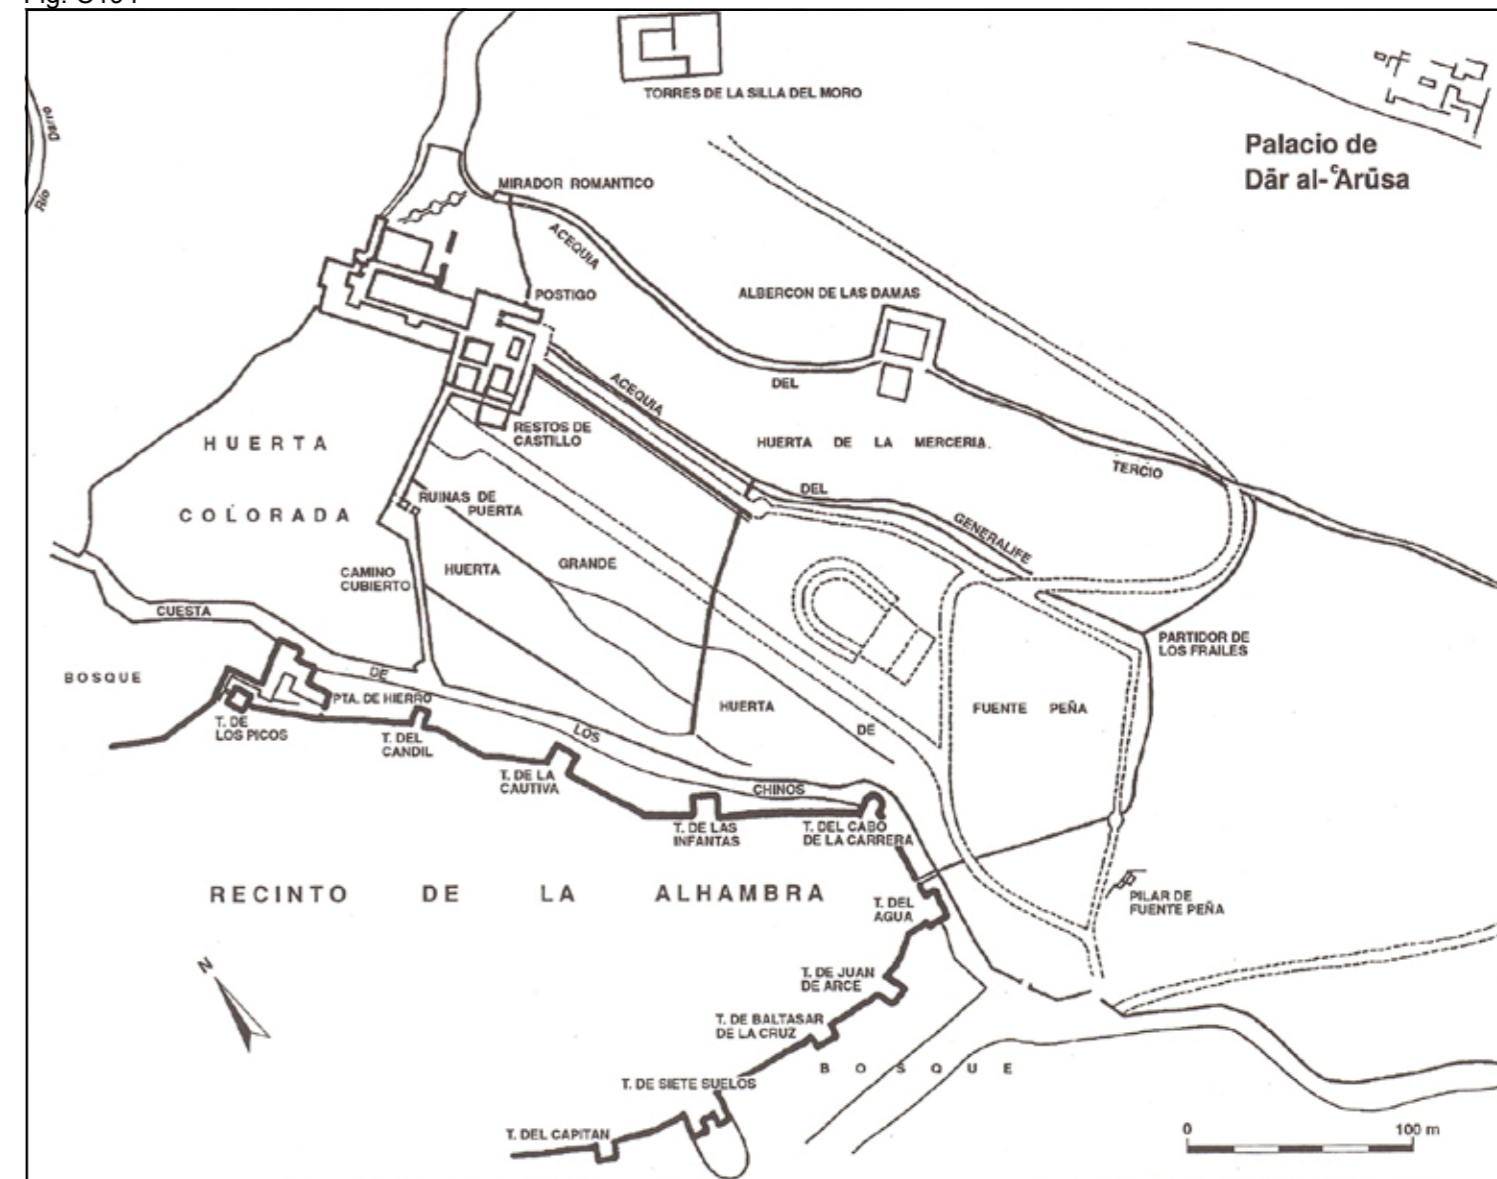 TORRES DE LA SILLA DEL MORO
Palacio de
Dār al-ʿArūsa
Darro
Río
MIRADOR ROMANTICO
ACEQUIA
POSTIGO
ALBERCON DE LAS DAMAS
DEL
TERCIO
ACEQUIA
DEL
GENERALIFE
HUERTA DE LA MERCERIA.
RESTOS DE
CASTILLO
HUERTA
COLORADA
RUINAS DE
PUERTA
CAMINO
CUBIERTO
HUERTA GRANDE
CUESTA
DE
LOS
CHINOS
BOSQUE
PARTIDOR DE
LOS FRAILES
HUERTA DE FUENTE PEÑA
PTA. DE HIERRO
T. DE
LOS PICOS
T. DEL
CANDIL
T. DE LA
CAUTIVA
T. DE LAS
INFANTAS
T. DEL CABO
DE LA CARRERA
RECINTO DE LA ALHAMBRA
T. DEL
AGUA
PILAR DE
FUENTE PEÑA
N
T. DE JUAN
DE ARCE
T. DE BALTASAR
DE LA CRUZ
BOSQUE
T. DE SIETE SUELOS
T. DEL CAPITAN
0 100 m